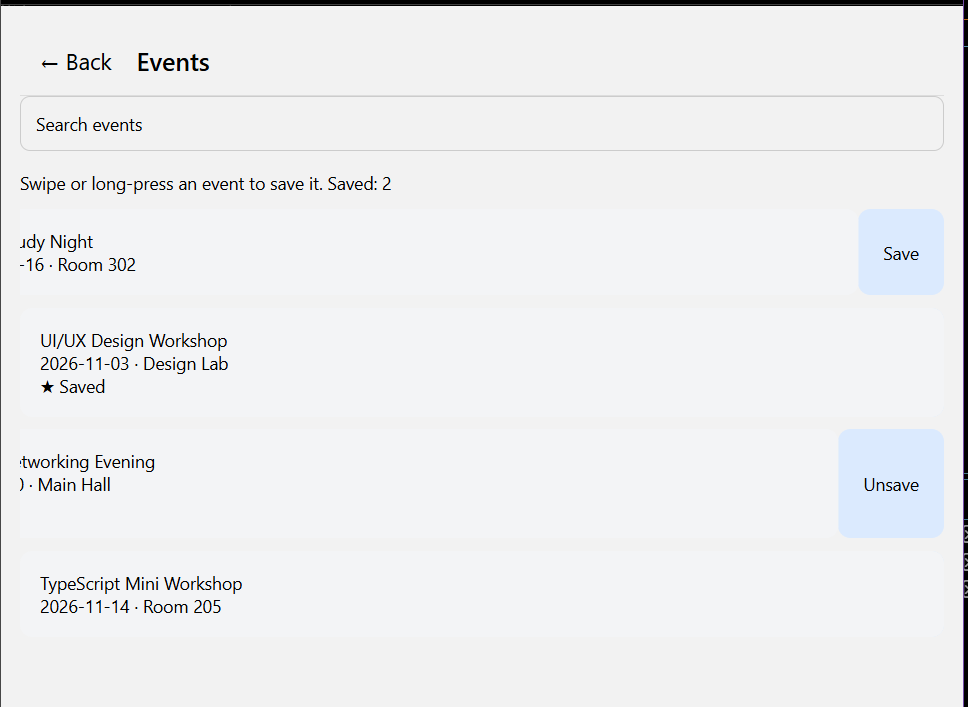 ← Back Events
Search events
Swipe or long-press an event to save it. Saved: 2
udy Night
-16 · Room 302
Save
UI/UX Design Workshop
2026-11-03 · Design Lab
★ Saved
tworking Evening
· Main Hall
Unsave
TypeScript Mini Workshop
2026-11-14 · Room 205